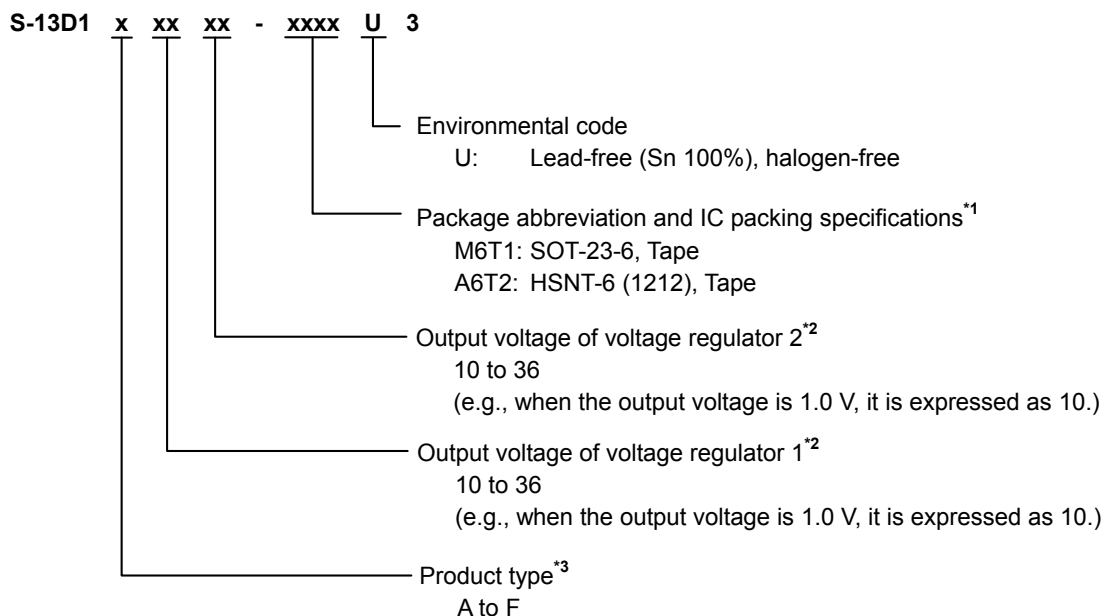 S-13D1 x xx xx - xxxx U 3
Environmental code
U: Lead-free (Sn 100%), halogen-free
Package abbreviation and IC packing specifications*1
M6T1: SOT-23-6, Tape
A6T2: HSNT-6 (1212), Tape
Output voltage of voltage regulator 2*2
10 to 36
(e.g., when the output voltage is 1.0 V, it is expressed as 10.)
Output voltage of voltage regulator 1*2
10 to 36
(e.g., when the output voltage is 1.0 V, it is expressed as 10.)
Product type*3
A to F